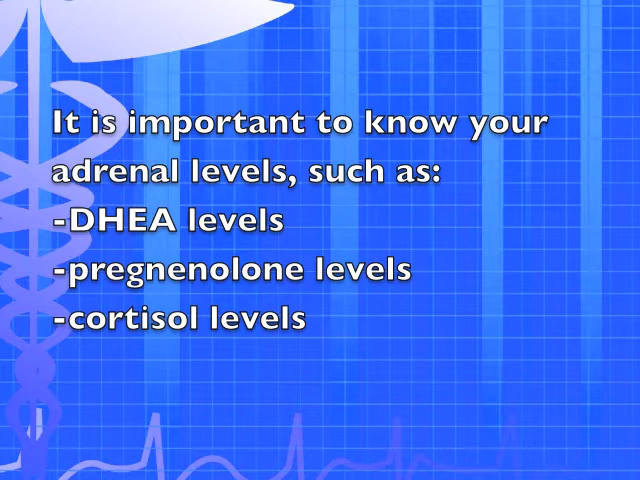 It is important to know your
adrenal levels, such as:
-DHEA levels
-pregnenolone levels
-cortisol levels